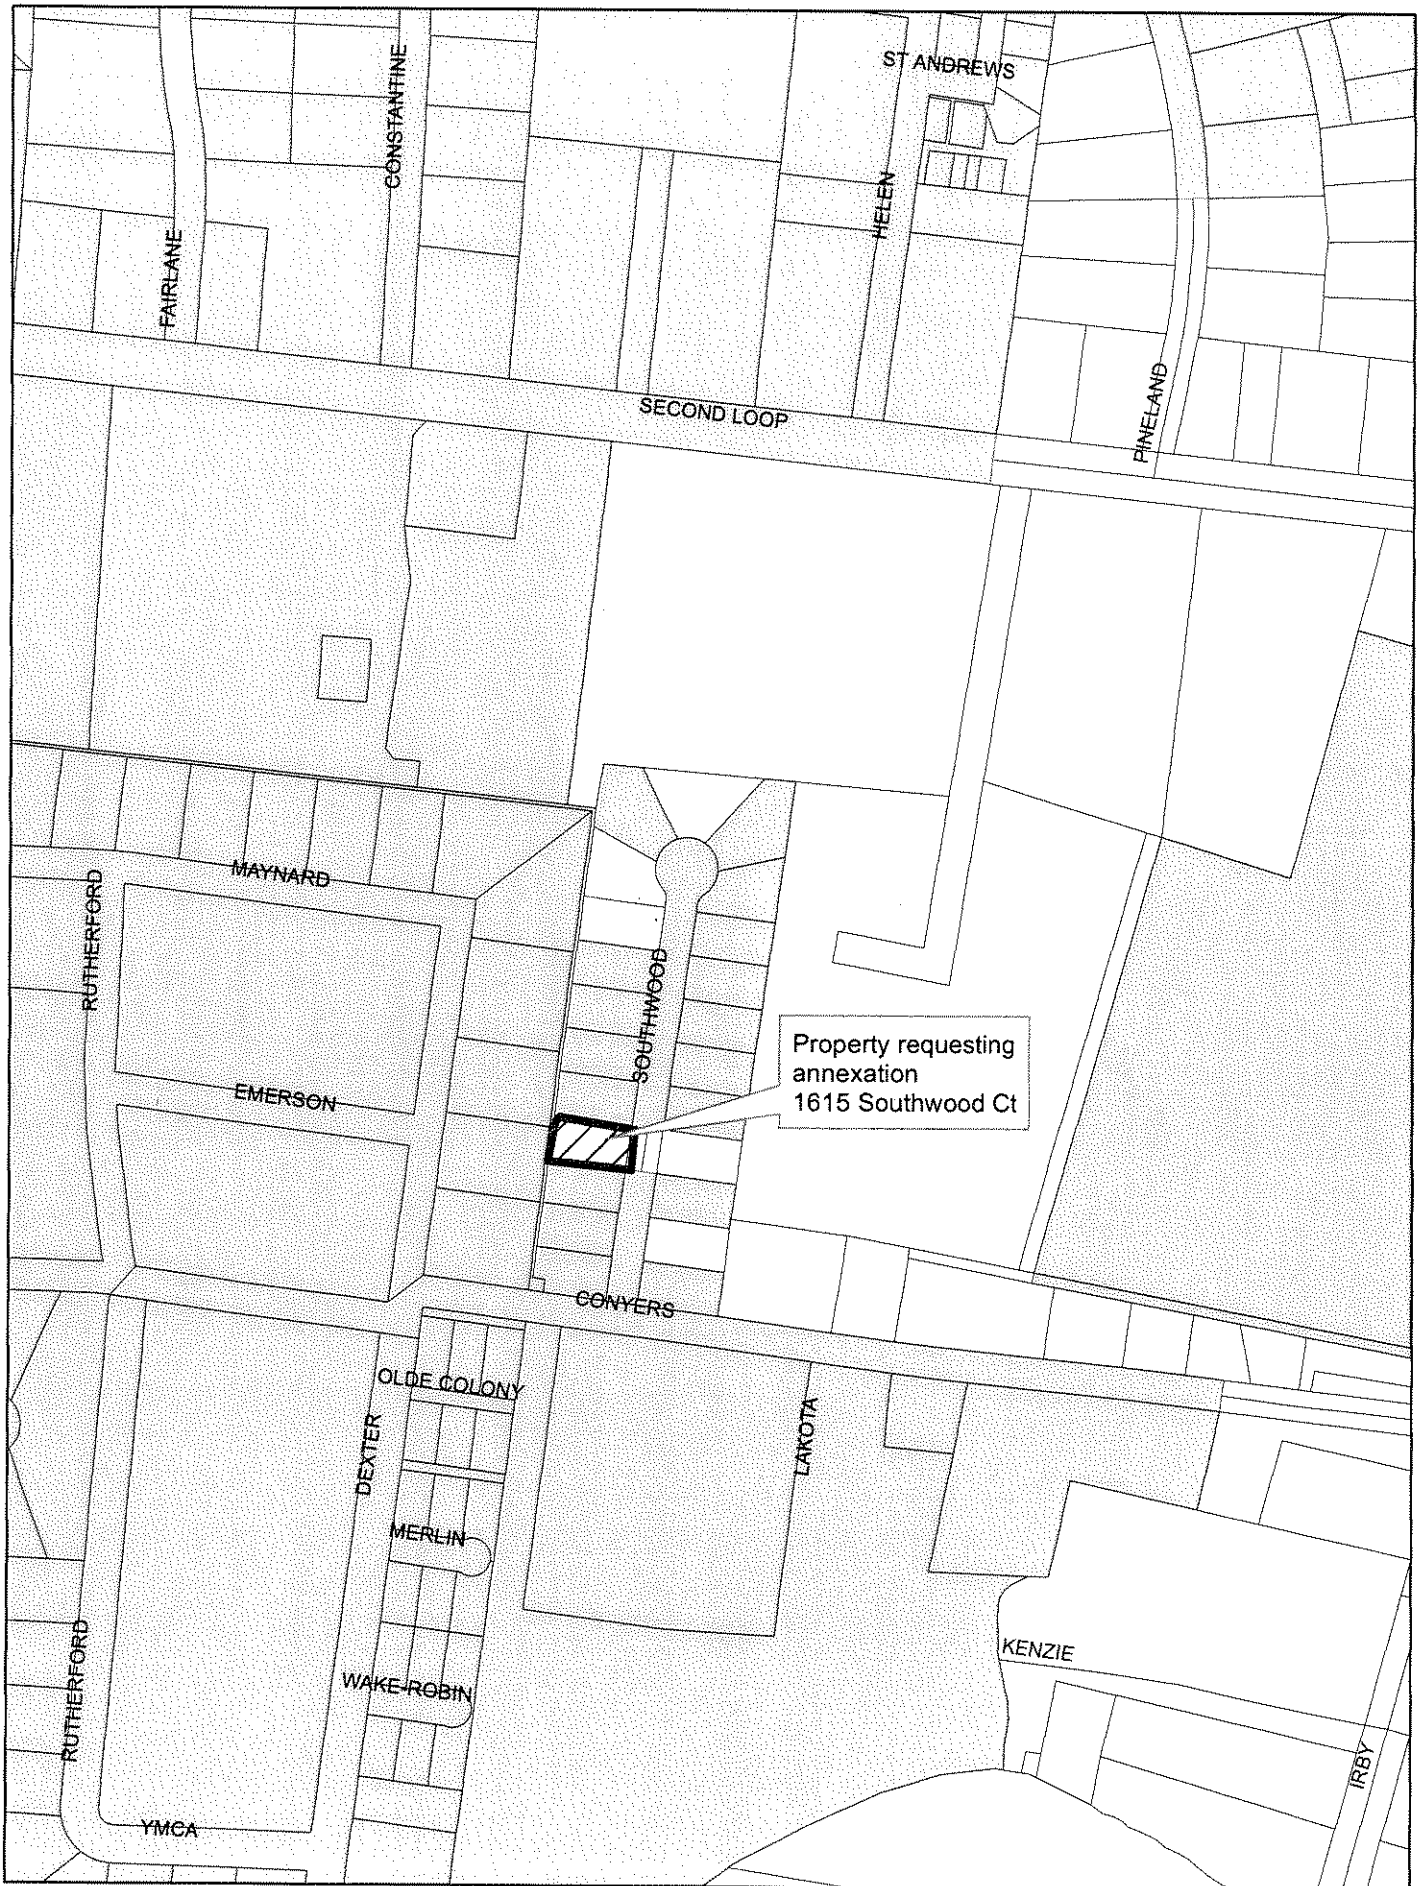 ST ANDREWS
CONSTANTINE
HELEN
FAIRLANE
PINELAND
SECOND LOOP
MAYNARD
RUTHERFORD
SOUTHWOOD
Property requesting
annexation
1615 Southwood Ct
EMERSON
CONYERS
OLDE COLONY
LAKOTA
DEXTER
MERLIN
KENZIE
RUTHERFORD
WAKE-ROBIN
IRBY
YMCA